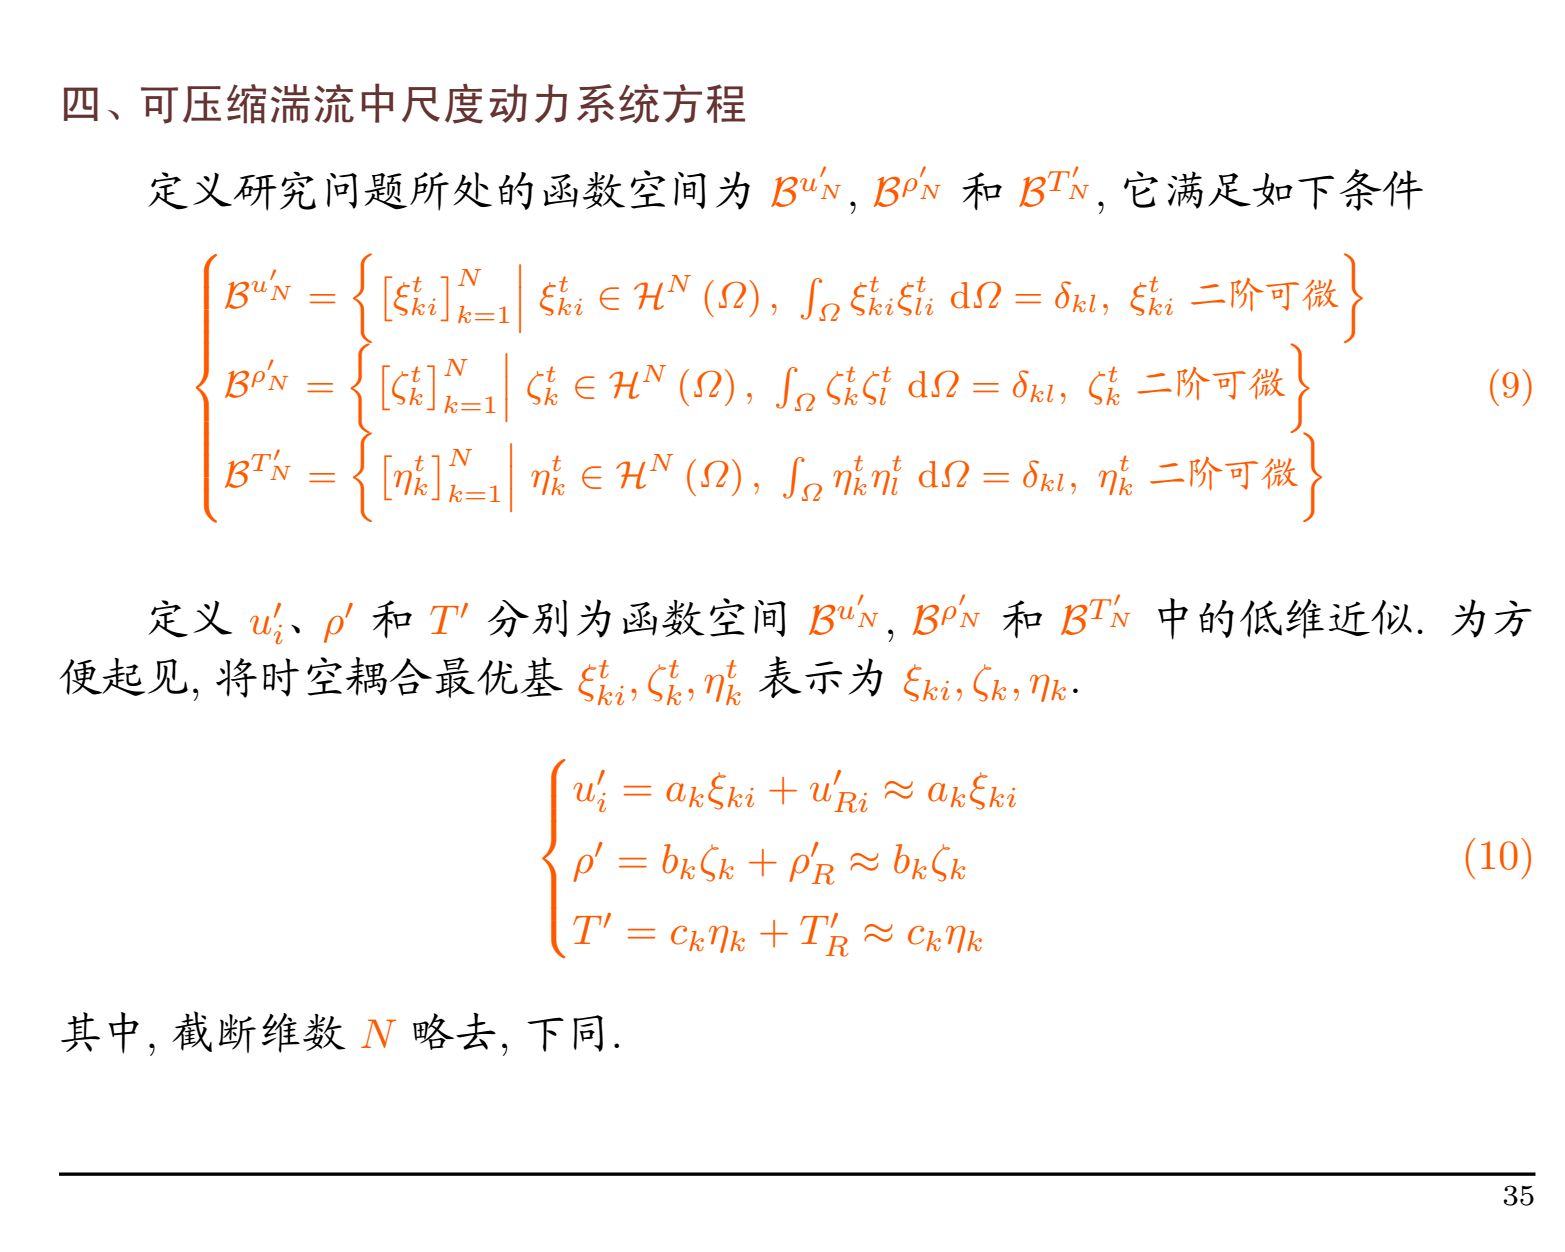 四、可压缩湍流中尺度动力系统方程
定义研究问题所处的函数空间为 $\mathcal{B}^{u'_N}$, $\mathcal{B}^{\rho'_N}$ 和 $\mathcal{B}^{T'_N}$, 它满足如下条件
$\mathcal{B}^{u'_N} = \left\{ \left[\xi^t_{ki}\right]^N_{k=1} \middle| \xi^t_{ki} \in \mathcal{H}^N(\Omega), \int_\Omega \xi^t_{ki}\xi^t_{li} \, \mathrm{d}\Omega = \delta_{kl}, \xi^t_{ki} 二阶可微 \right\}$
$\mathcal{B}^{\rho'_N} = \left\{ \left[\zeta^t_k\right]^N_{k=1} \middle| \zeta^t_k \in \mathcal{H}^N(\Omega), \int_\Omega \zeta^t_k\zeta^t_l \, \mathrm{d}\Omega = \delta_{kl}, \zeta^t_k 二阶可微 \right\}$ (9)
$\mathcal{B}^{T'_N} = \left\{ \left[\eta^t_k\right]^N_{k=1} \middle| \eta^t_k \in \mathcal{H}^N(\Omega), \int_\Omega \eta^t_k\eta^t_l \, \mathrm{d}\Omega = \delta_{kl}, \eta^t_k 二阶可微 \right\}$
定义 $u'_i$、$\rho'$ 和 $T'$ 分别为函数空间 $\mathcal{B}^{u'_N}$, $\mathcal{B}^{\rho'_N}$ 和 $\mathcal{B}^{T'_N}$ 中的低维近似. 为方
便起见, 将时空耦合最优基 $\xi^t_{ki}, \zeta^t_k, \eta^t_k$ 表示为 $\xi_{ki}, \zeta_k, \eta_k$.
$u'_i = a_k\xi_{ki} + u'_{Ri} \approx a_k\xi_{ki}$
$\rho' = b_k\zeta_k + \rho'_R \approx b_k\zeta_k$ (10)
$T' = c_k\eta_k + T'_R \approx c_k\eta_k$
其中, 截断维数 $N$ 略去, 下同.
35